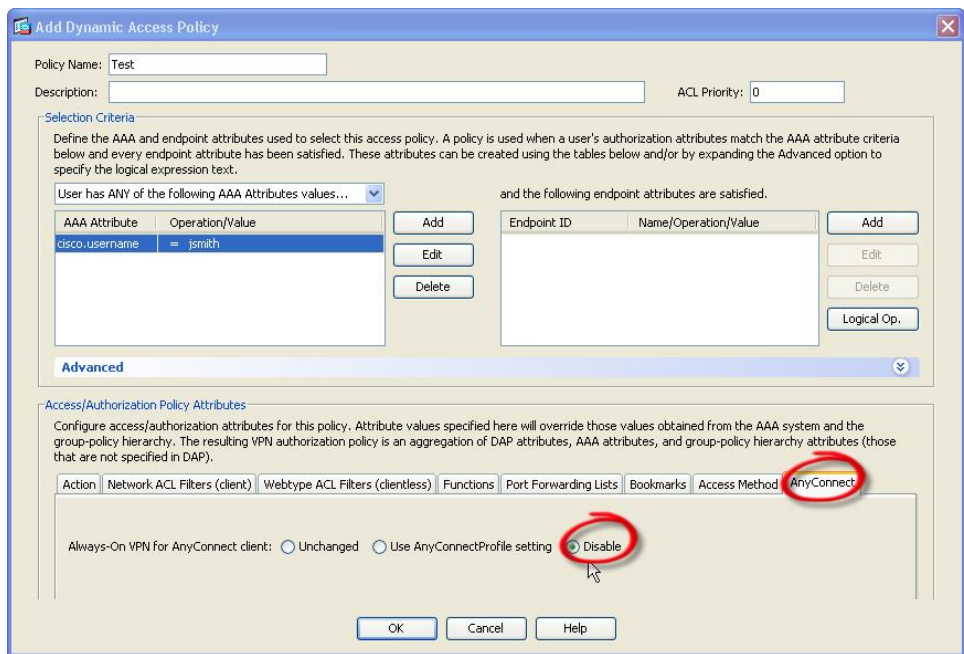 Add Dynamic Access Policy
Policy Name: Test
Description:
ACL Priority: 0
Selection Criteria
Define the AAA and endpoint attributes used to select this access policy. A policy is used when a user's authorization attributes match the AAA attribute criteria
below and every endpoint attribute has been satisfied. These attributes can be created using the tables below and/or by expanding the Advanced option to
specify the logical expression text.
User has ANY of the following AAA Attributes values...
and the following endpoint attributes are satisfied.
AAA Attribute Operation/Value
cisco.username = jsmith
Add
Edit
Delete
Endpoint ID Name/Operation/Value
Add
Edit
Delete
Logical Op.
Advanced
Access/Authorization Policy Attributes
Configure access/authorization attributes for this policy. Attribute values specified here will override those values obtained from the AAA system and the
group-policy hierarchy. The resulting VPN authorization policy is an aggregation of DAP attributes, AAA attributes, and group-policy hierarchy attributes (those
that are not specified in DAP).
Action Network ACL Filters (client) Webtype ACL Filters (clientless) Functions Port Forwarding Lists Bookmarks Access Method AnyConnect
Always-On VPN for AnyConnect client: Unchanged Use AnyConnectProfile setting Disable
OK Cancel Help